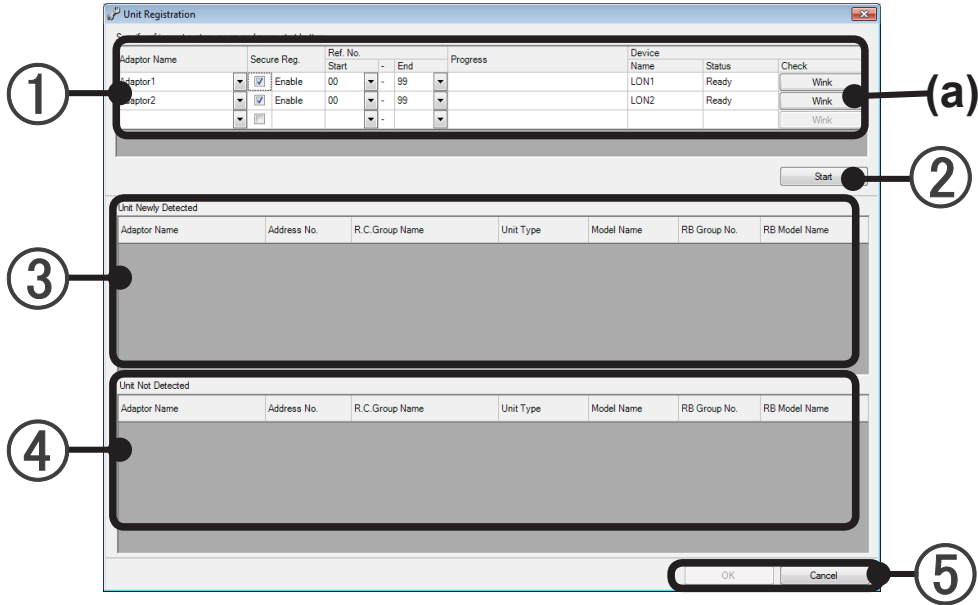 Unit Registration
Adaptor Name Secure Reg. Ref. No. Progress Device
Start - End Name Status Check
Adaptor1 Enable 00 - 99 LON1 Ready Wink
Adaptor2 Enable 00 - 99 LON2 Ready Wink
- Wink
① (a)
Start
②
Unit Newly Detected
Adaptor Name Address No. R.C.Group Name Unit Type Model Name RB Group No. RB Model Name
③
Unit Not Detected
Adaptor Name Address No. R.C.Group Name Unit Type Model Name RB Group No. RB Model Name
④
OK Cancel
⑤